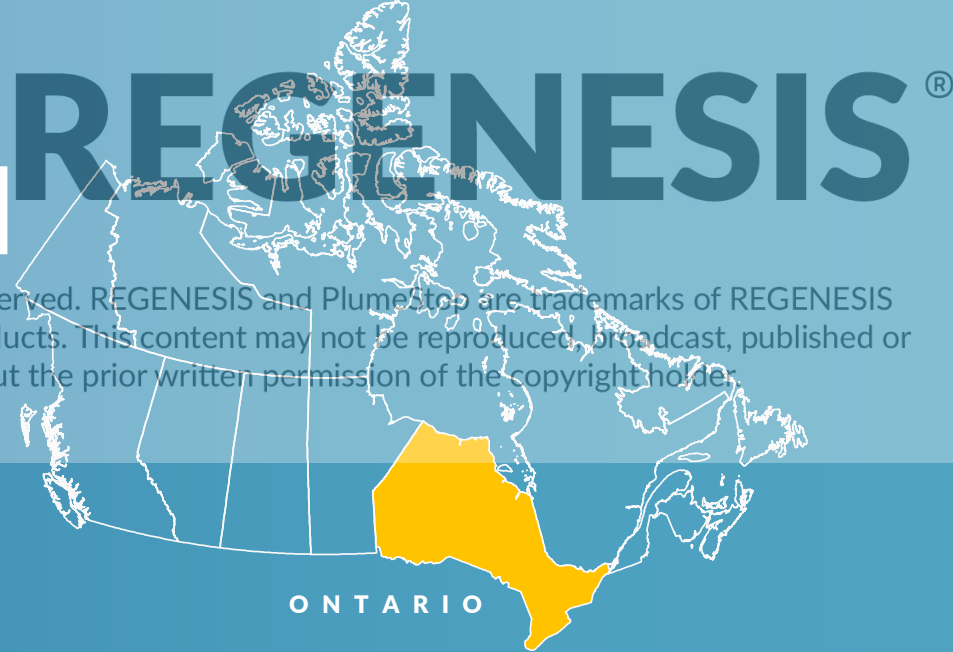 REGENESIS®
erved. REGENESIS and PlumeStop are trademarks of REGENESIS
ducts. This content may not be reproduced, broadcast, published or
ut the prior written permission of the copyright holder.
ONTARIO